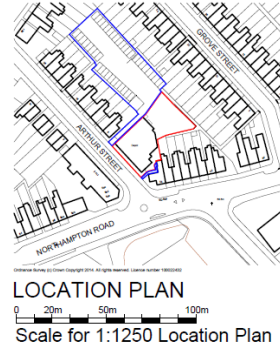 GROVE STREET
ARTHUR STREET
NORTHAMPTON ROAD
Ordnance Survey (c) Crown Copyright 2014. All rights reserved. Licence number 100022432
LOCATION PLAN
0 20m 50m 100m
Scale for 1:1250 Location Plan